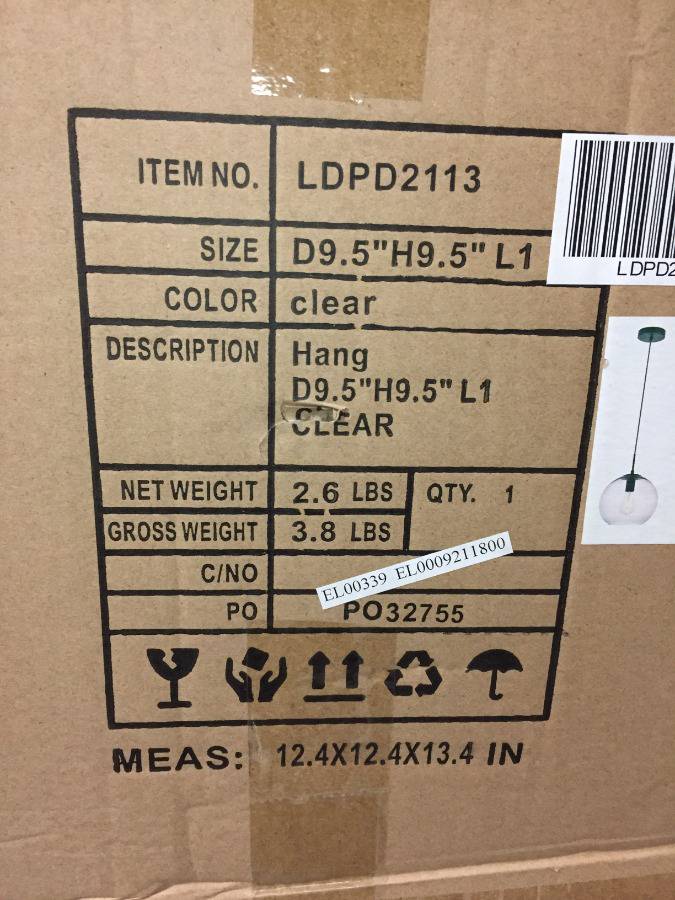 ITEM NO. LDPD2113
SIZE D9.5"H9.5" L1
COLOR clear
DESCRIPTION Hang
D9.5"H9.5" L1
CLEAR
NET WEIGHT 2.6 LBS QTY. 1
GROSS WEIGHT 3.8 LBS
C/NO
EL00339 EL0009211800
PO PO32755
MEAS: 12.4X12.4X13.4 IN
LDPD2